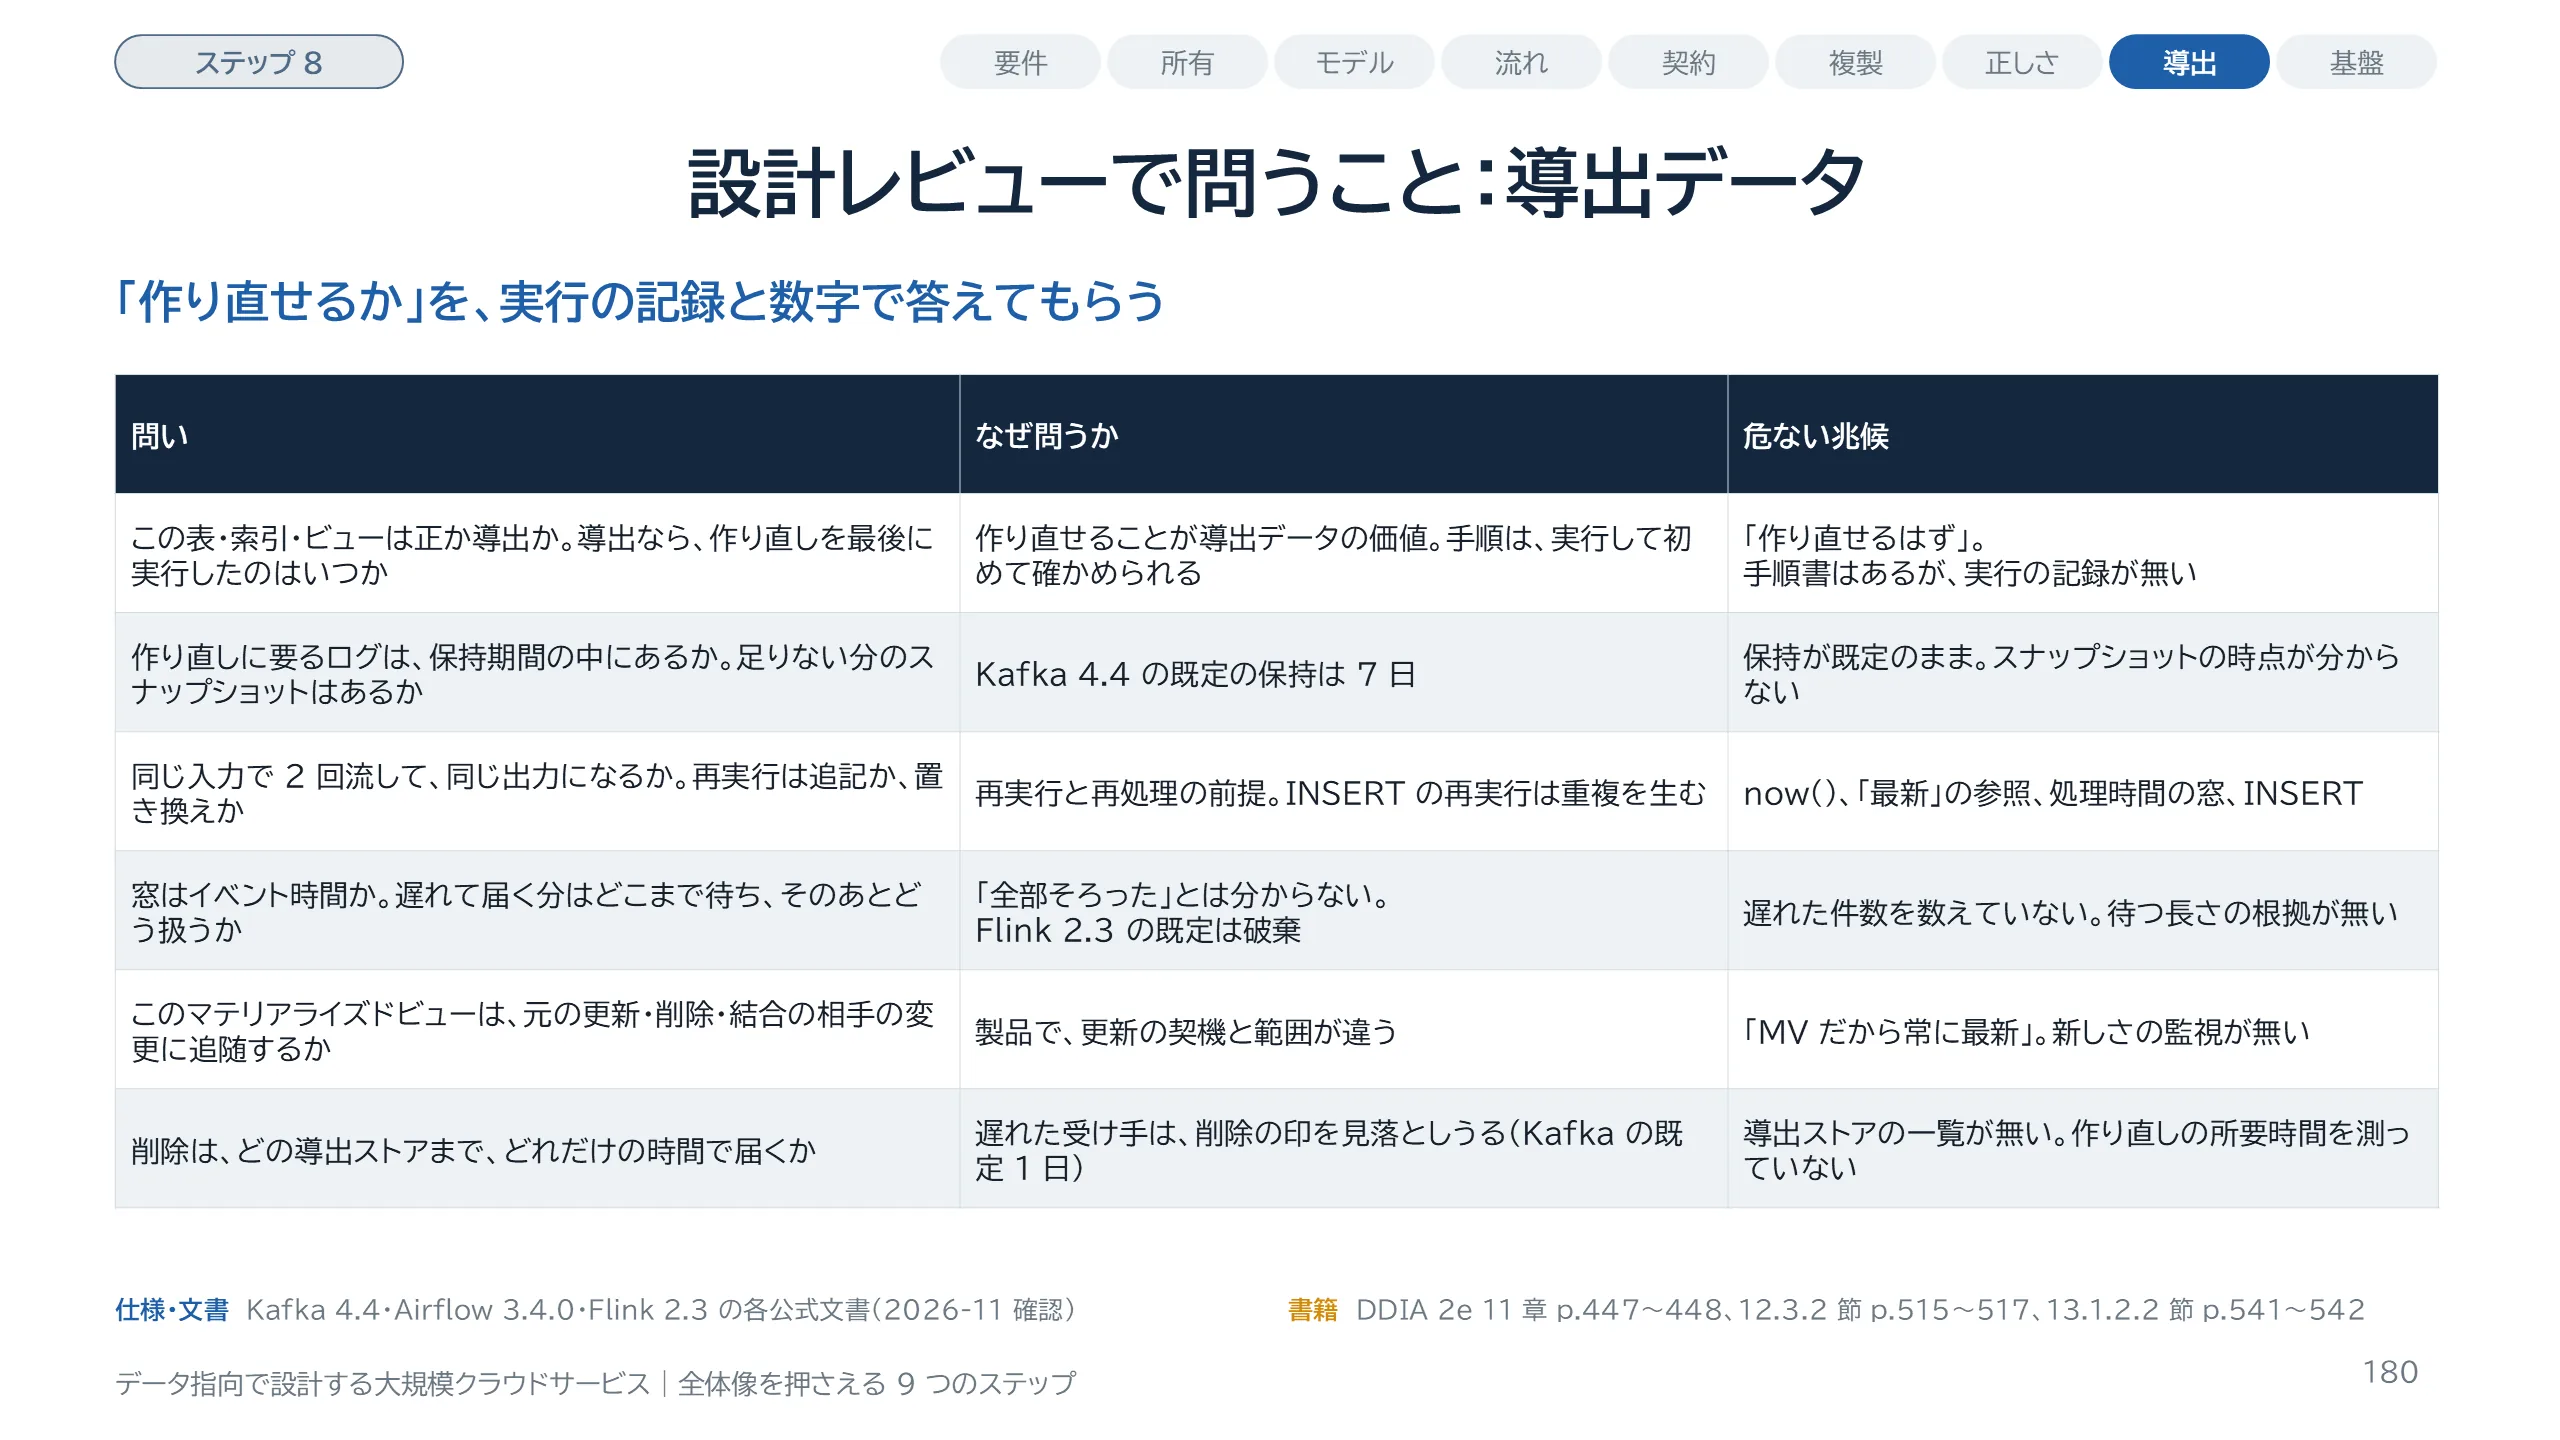 ステップ 8
要件
所有
モデル
流れ
契約
複製
正しさ
導出
基盤
設計レビューで問うこと：導出データ
「作り直せるか」を、実行の記録と数字で答えてもらう
問い
なぜ問うか
危ない兆候
この表・索引・ビューは正か導出か。導出なら、作り直しを最後に
実行したのはいつか
作り直せることが導出データの価値。手順は、実行して初
めて確かめられる
「作り直せるはず」。
手順書はあるが、実行の記録が無い
作り直しに要るログは、保持期間の中にあるか。足りない分のス
ナップショットはあるか
Kafka 4.4 の既定の保持は 7 日
保持が既定のまま。スナップショットの時点が分から
ない
同じ入力で 2 回流して、同じ出力になるか。再実行は追記か、置
き換えか
再実行と再処理の前提。INSERT の再実行は重複を生む
now()、「最新」の参照、処理時間の窓、INSERT
窓はイベント時間か。遅れて届く分はどこまで待ち、そのあとど
う扱うか
「全部そろった」とは分からない。
Flink 2.3 の既定は破棄
遅れた件数を数えていない。待つ長さの根拠が無い
このマテリアライズドビューは、元の更新・削除・結合の相手の変
更に追随するか
製品で、更新の契機と範囲が違う
「MV だから常に最新」。新しさの監視が無い
削除は、どの導出ストアまで、どれだけの時間で届くか
遅れた受け手は、削除の印を見落としうる（Kafka の既
定 1 日）
導出ストアの一覧が無い。作り直しの所要時間を測っ
ていない
仕様・文書 Kafka 4.4・Airflow 3.4.0・Flink 2.3 の各公式文書（2026-11 確認）
書籍 DDIA 2e 11 章 p.447～448、12.3.2 節 p.515～517、13.1.2.2 節 p.541～542
データ指向で設計する大規模クラウドサービス｜全体像を押さえる 9 つのステップ
180